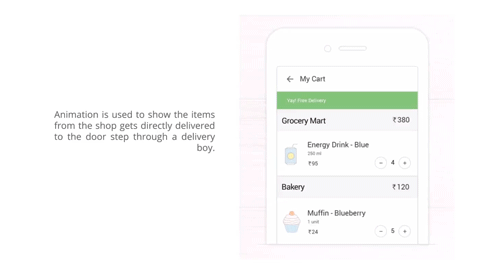 Animation is used to show the items
from the shop gets directly delivered
to the door step through a delivery
boy.
My Cart
Yay! Free Delivery
Grocery Mart ₹380
Energy Drink - Blue
₹95 - 4 +
Bakery ₹120
Muffin - Blueberry
1 unit
₹24 - 5 +